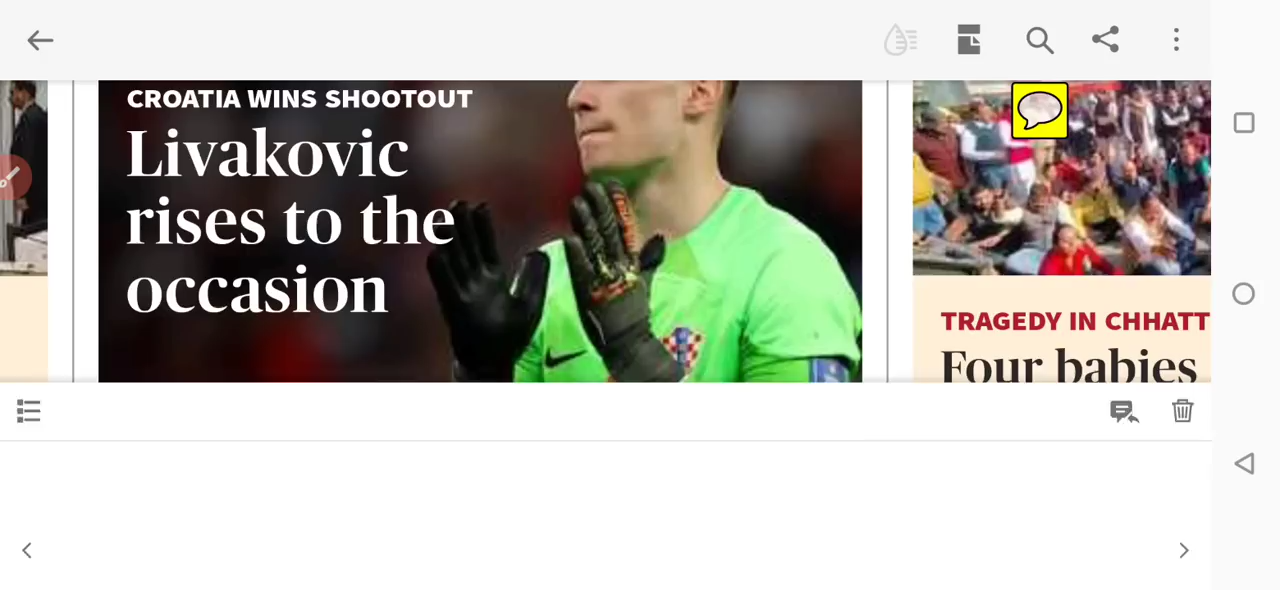 CROATIA WINS SHOOTOUT
Livakovic
rises to the
occasion
TRAGEDY IN CHHATT
Four babies